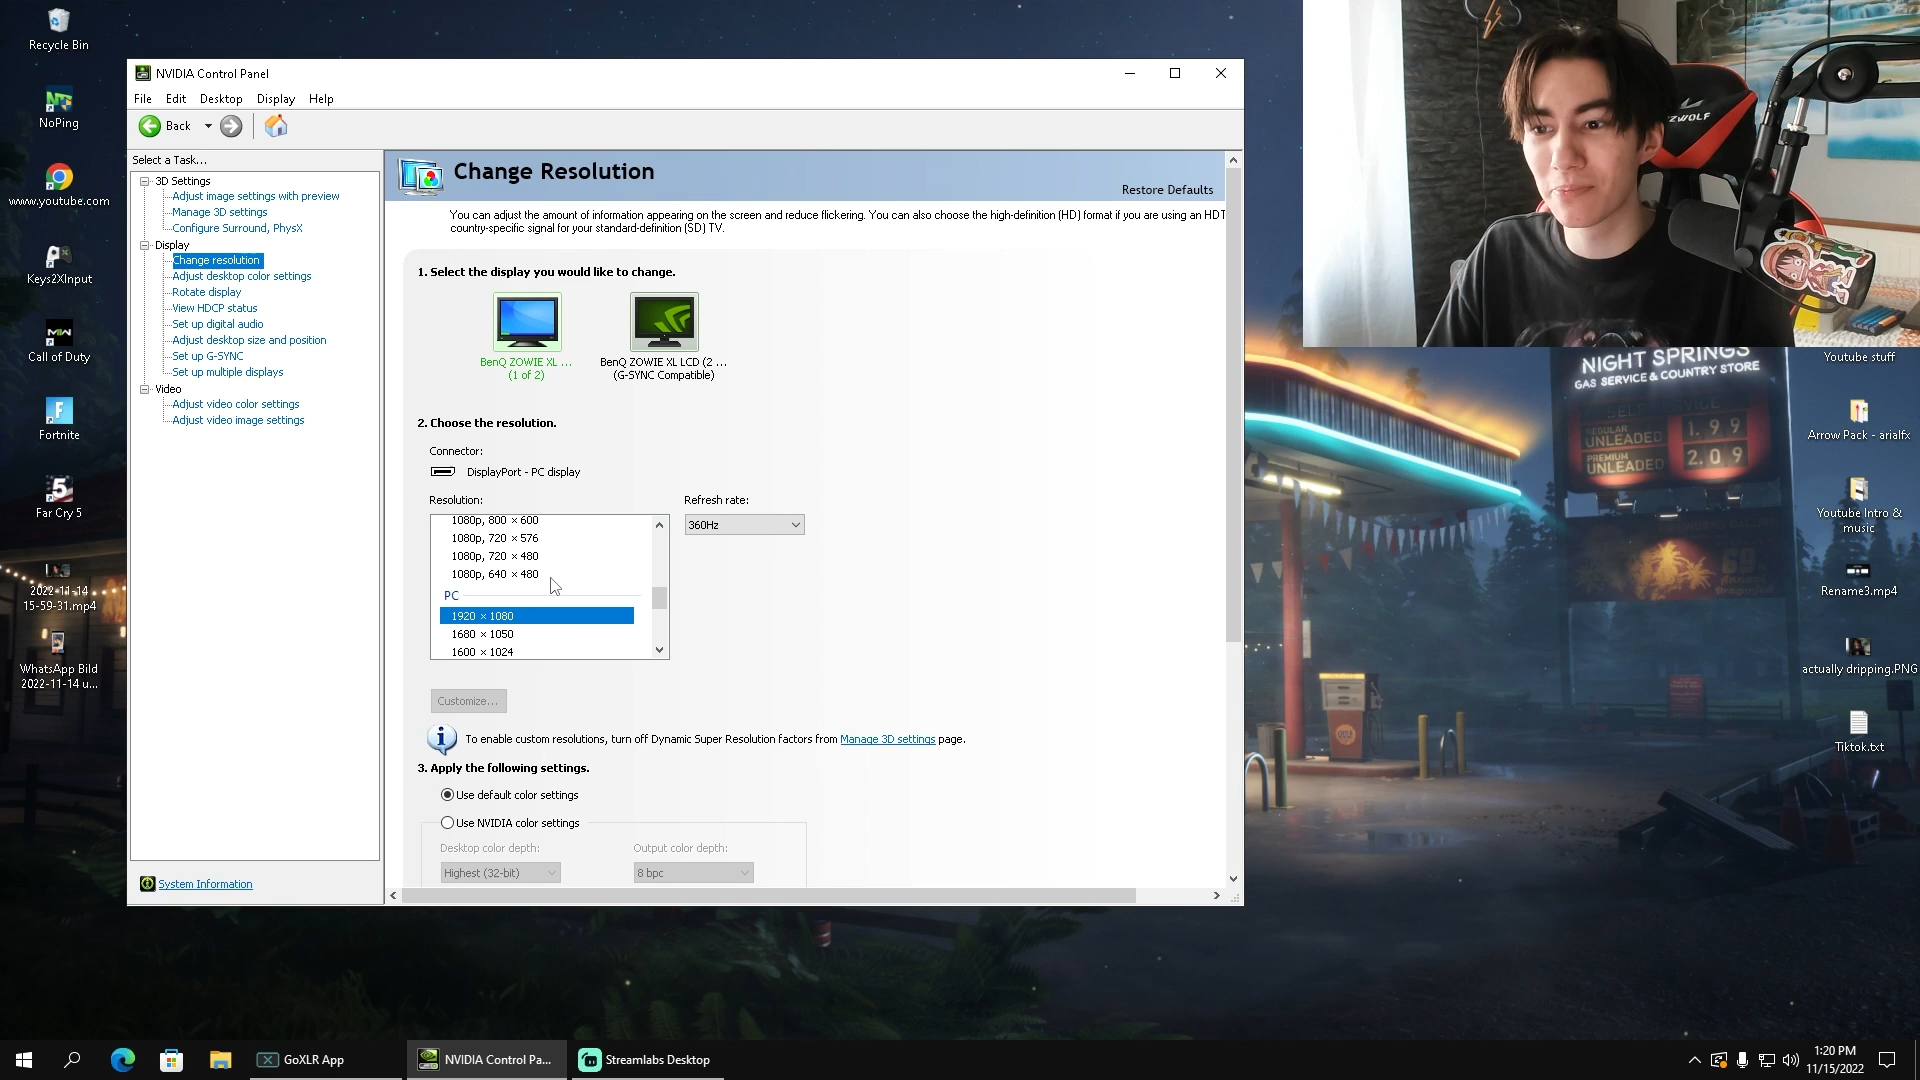 Recycle Bin
NoPing
www.youtube.com
Keys2XInput
Call of Duty
Fortnite
Far Cry 5
2022-11-14
15-59-31.mp4
WhatsApp Bild
2022-11-14 u...
NVIDIA Control Panel
File Edit Desktop Display Help
Back
Select a Task...
3D Settings
Adjust image settings with preview
Manage 3D settings
Configure Surround, PhysX
Display
Change resolution
Adjust desktop color settings
Rotate display
View HDCP status
Set up digital audio
Adjust desktop size and position
Set up G-SYNC
Set up multiple displays
Video
Adjust video color settings
Adjust video image settings
System Information
Change Resolution
Restore Defaults
You can adjust the amount of information appearing on the screen and reduce flickering. You can also choose the high-definition (HD) format if you are using an HDT
country-specific signal for your standard-definition (SD) TV.
1. Select the display you would like to change.
BenQ ZOWIE XL ...
(1 of 2)
BenQ ZOWIE XL LCD (2 ...
(G-SYNC Compatible)
2. Choose the resolution.
Connector:
DisplayPort - PC display
Resolution:
Refresh rate:
360Hz
1080p, 800 × 600
1080p, 720 × 576
1080p, 720 × 480
1080p, 640 × 480
PC
1920 × 1080
1680 × 1050
1600 × 1024
Customize...
To enable custom resolutions, turn off Dynamic Super Resolution factors from Manage 3D settings page.
3. Apply the following settings.
Use default color settings
Use NVIDIA color settings
Desktop color depth:
Output color depth:
Highest (32-bit)
8 bpc
ZWOLF
NIGHT SPRINGS
GAS SERVICE & COUNTRY STORE
SELF SERVICE
REGULAR
UNLEADED
1.99
PREMIUM
UNLEADED
2.09
Youtube stuff
Arrow Pack - arialfx
Youtube Intro &
music
Rename3.mp4
actually dripping.PNG
Tiktok.txt
GoXLR App
NVIDIA Control Pa...
Streamlabs Desktop
1:20 PM
11/15/2022